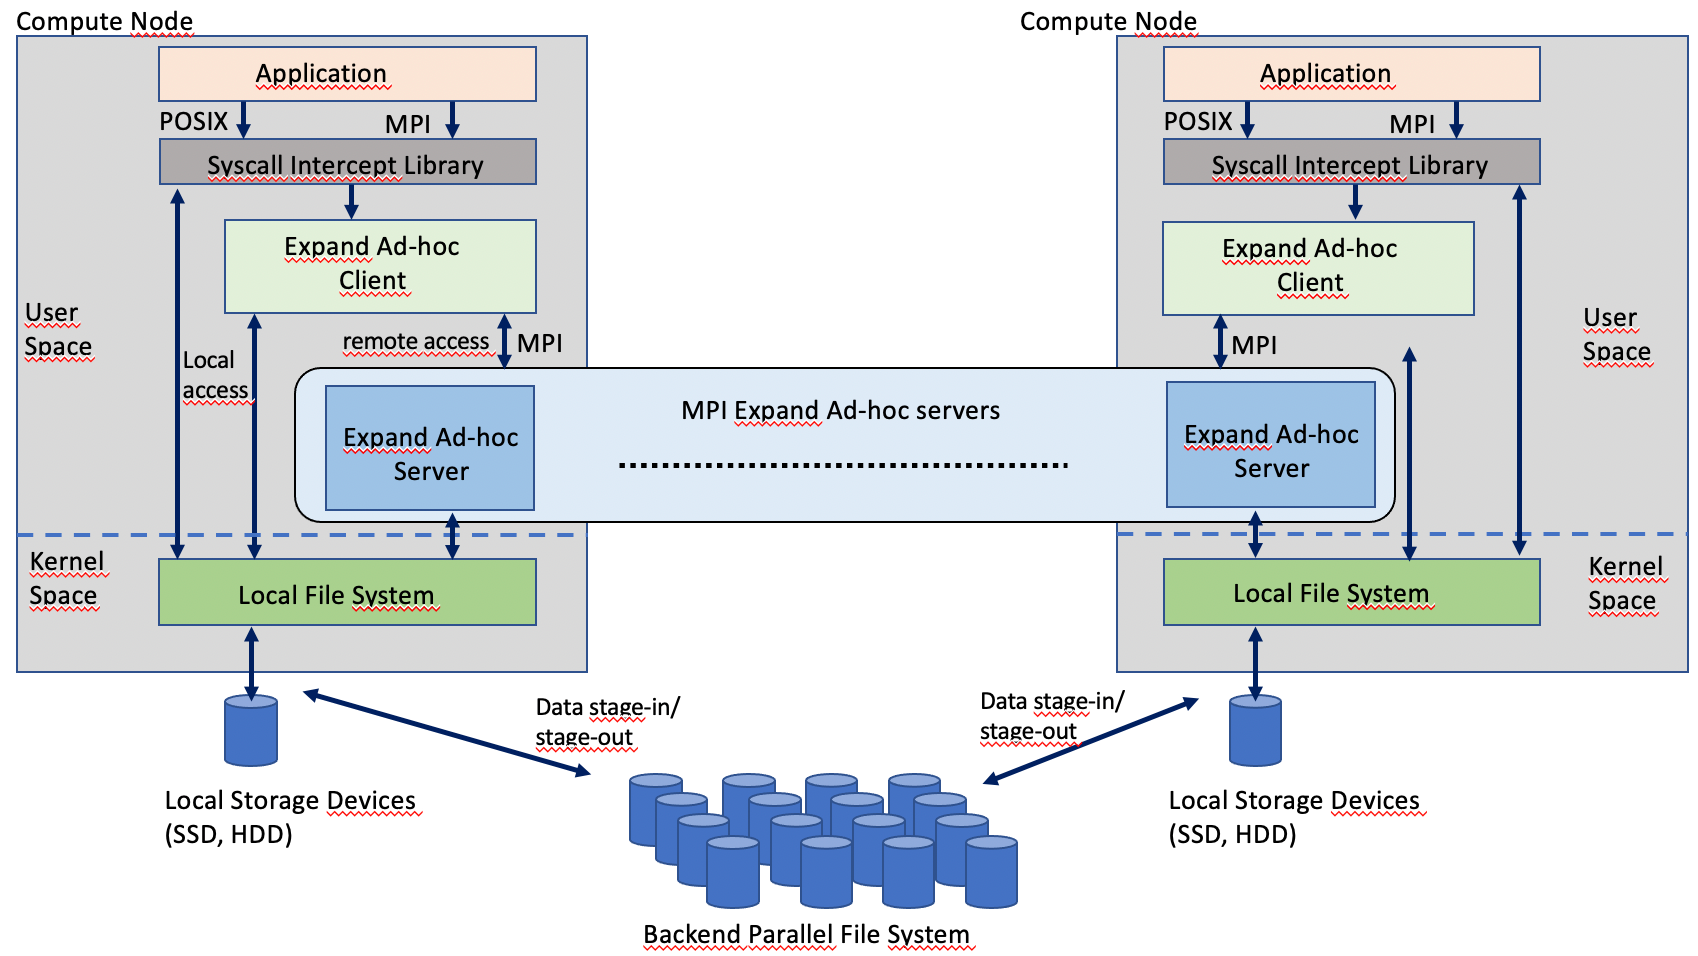 Compute Node
Application
POSIX
MPI
Syscall Intercept Library
Expand Ad-hoc
Client
User
Space
Local
access
remote access
MPI
Expand Ad-hoc
Server
Kernel
Space
Local File System
Local Storage Devices
(SSD, HDD)
MPI Expand Ad-hoc servers
Data stage-in/
stage-out
Data stage-in/
stage-out
Backend Parallel File System
Compute Node
Application
POSIX
MPI
Syscall Intercept Library
Expand Ad-hoc
Client
User
Space
MPI
Expand Ad-hoc
Server
Kernel
Space
Local File System
Local Storage Devices
(SSD, HDD)